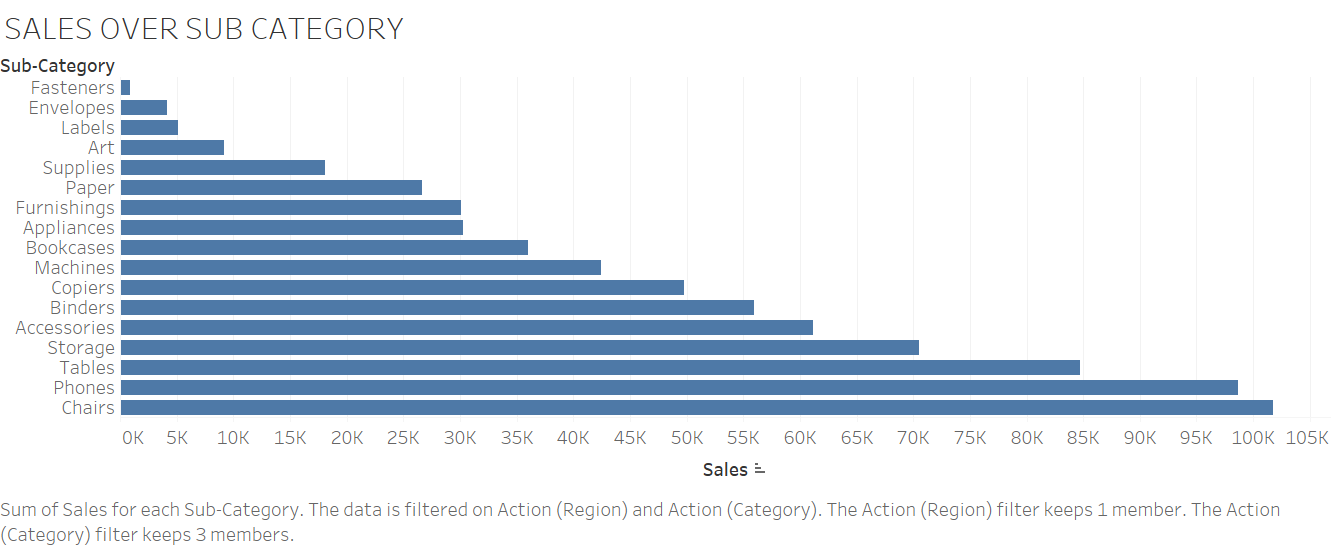 SALES OVER SUB CATEGORY
Sub-Category
Fasteners
Envelopes
Labels
Art
Supplies
Paper
Furnishings
Appliances
Bookcases
Machines
Copiers
Binders
Accessories
Storage
Tables
Phones
Chairs
0K 5K 10K 15K 20K 25K 30K 35K 40K 45K 50K 55K 60K 65K 70K 75K 80K 85K 90K 95K 100K 105K
Sales
Sum of Sales for each Sub-Category. The data is filtered on Action (Region) and Action (Category). The Action (Region) filter keeps 1 member. The Action
(Category) filter keeps 3 members.